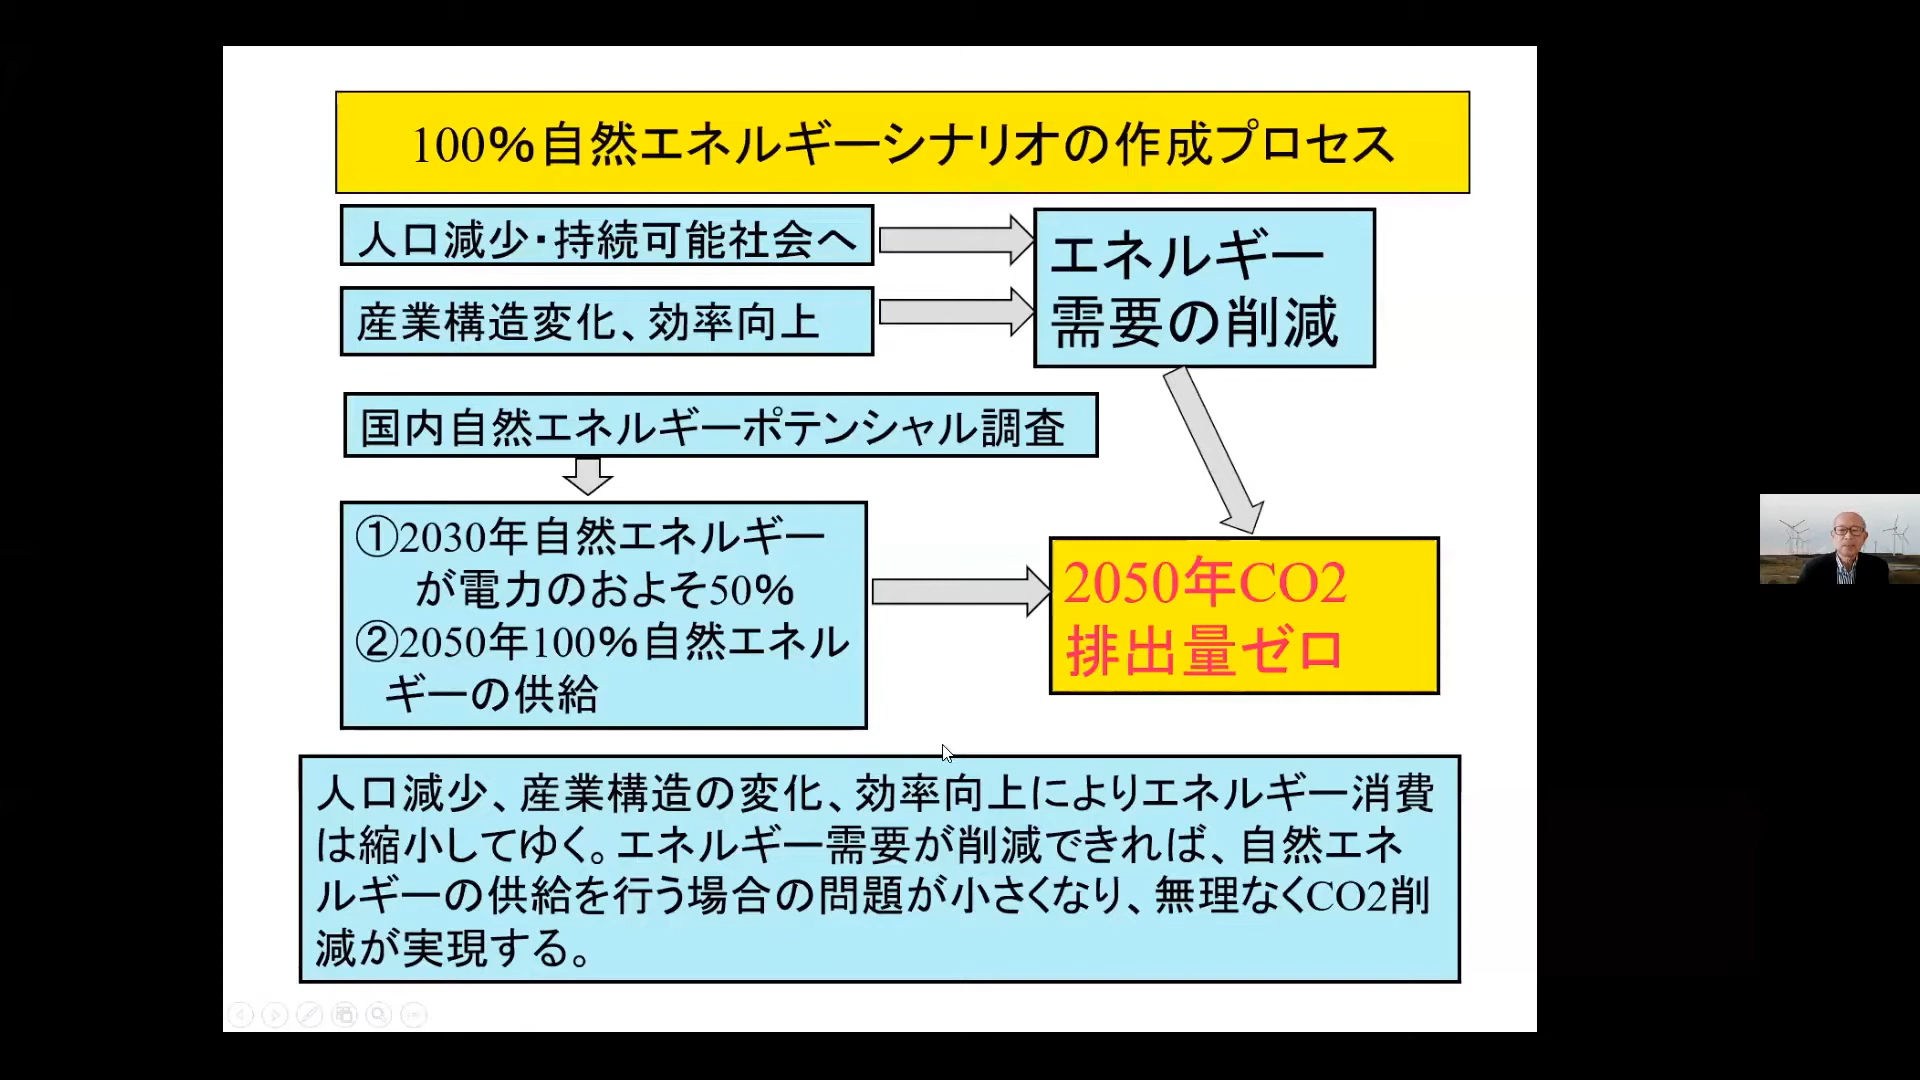 100%自然エネルギーシナリオの作成プロセス
人口減少・持続可能社会へ
産業構造変化、効率向上
エネルギー
需要の削減
国内自然エネルギーポテンシャル調査
①2030年自然エネルギー
が電力のおよそ50%
②2050年100%自然エネル
ギーの供給
2050年CO2
排出量ゼロ
人口減少、産業構造の変化、効率向上によりエネルギー消費
は縮小してゆく。エネルギー需要が削減できれば、自然エネ
ルギーの供給を行う場合の問題が小さくなり、無理なくCO2削
減が実現する。